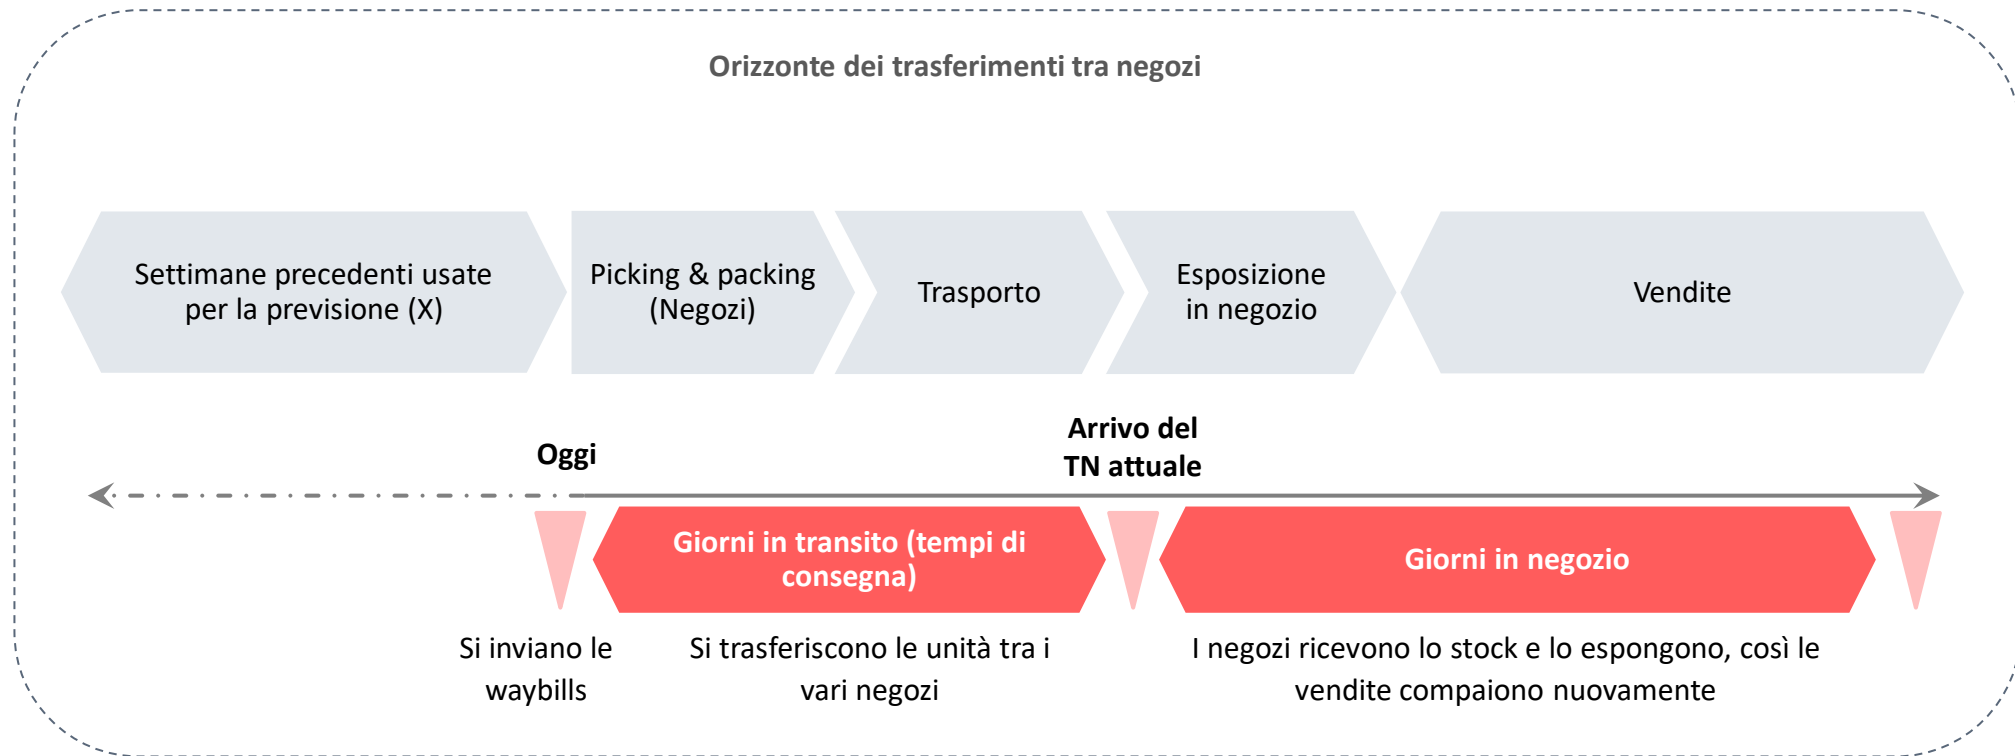 Orizzonte dei trasferimenti tra negozi
Settimane precedenti usate
per la previsione (X)
Picking & packing
(Negozi)
Trasporto
Esposizione
in negozio
Vendite
Oggi
Arrivo del
TN attuale
Giorni in transito (tempi di
consegna)
Giorni in negozio
Si inviano le
waybills
Si trasferiscono le unità tra i
vari negozi
I negozi ricevono lo stock e lo espongono, così le
vendite compaiono nuovamente